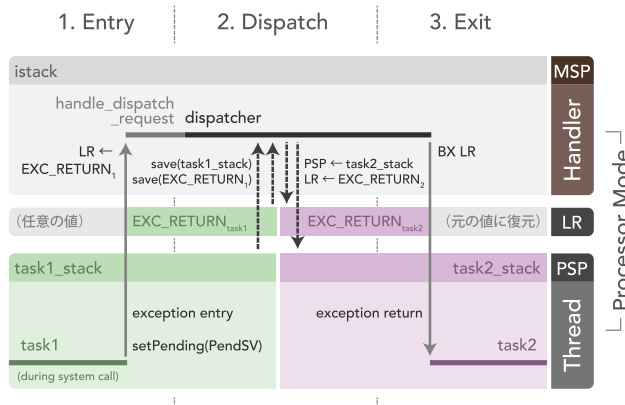 1. Entry
2. Dispatch
3. Exit
istack
MSP
handle_dispatch
_request
dispatcher
LR ←
EXC_RETURN1
save(task1_stack)
save(EXC_RETURN1)
PSP ← task2_stack
LR ← EXC_RETURN2
BX LR
Handler
Processor Mode
(任意の値)
EXC_RETURNtask1
EXC_RETURNtask2
(元の値に復元)
LR
task1_stack
task2_stack
PSP
exception entry
exception return
task1
setPending(PendSV)
task2
(during system call)
Thread